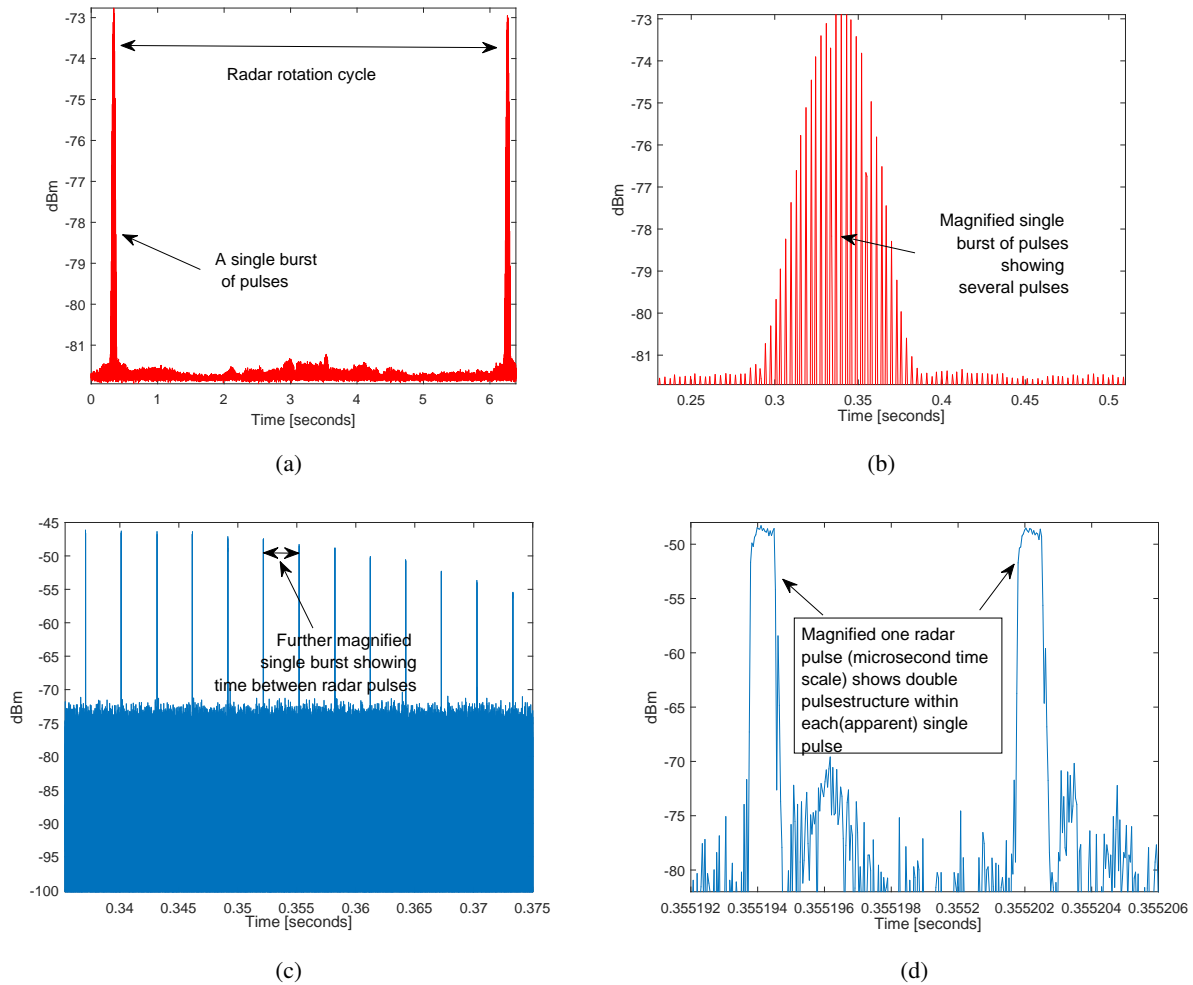 -73
-74
-75
-76
-77
-78
-79
-80
-81
dBm
Radar rotation cycle
A single burst
of pulses
0 1 2 3 4 5 6
Time [seconds]
(a)
-73
-74
-75
-76
-77
-78
-79
-80
-81
dBm
Magnified single
burst of pulses
showing
several pulses
0.25 0.3 0.35 0.4 0.45 0.5
Time [seconds]
(b)
-45
-50
-55
-60
-65
-70
-75
-80
-85
-90
-95
-100
dBm
Further magnified
single burst showing
time between radar pulses
0.34 0.345 0.35 0.355 0.36 0.365 0.37 0.375
Time [seconds]
(c)
-50
-55
-60
-65
-70
-75
-80
dBm
Magnified one radar
pulse (microsecond time
scale) shows double
pulsestructure within
each(apparent) single
pulse
0.355192 0.355194 0.355196 0.355198 0.3552 0.355202 0.355204 0.355206
Time [seconds]
(d)